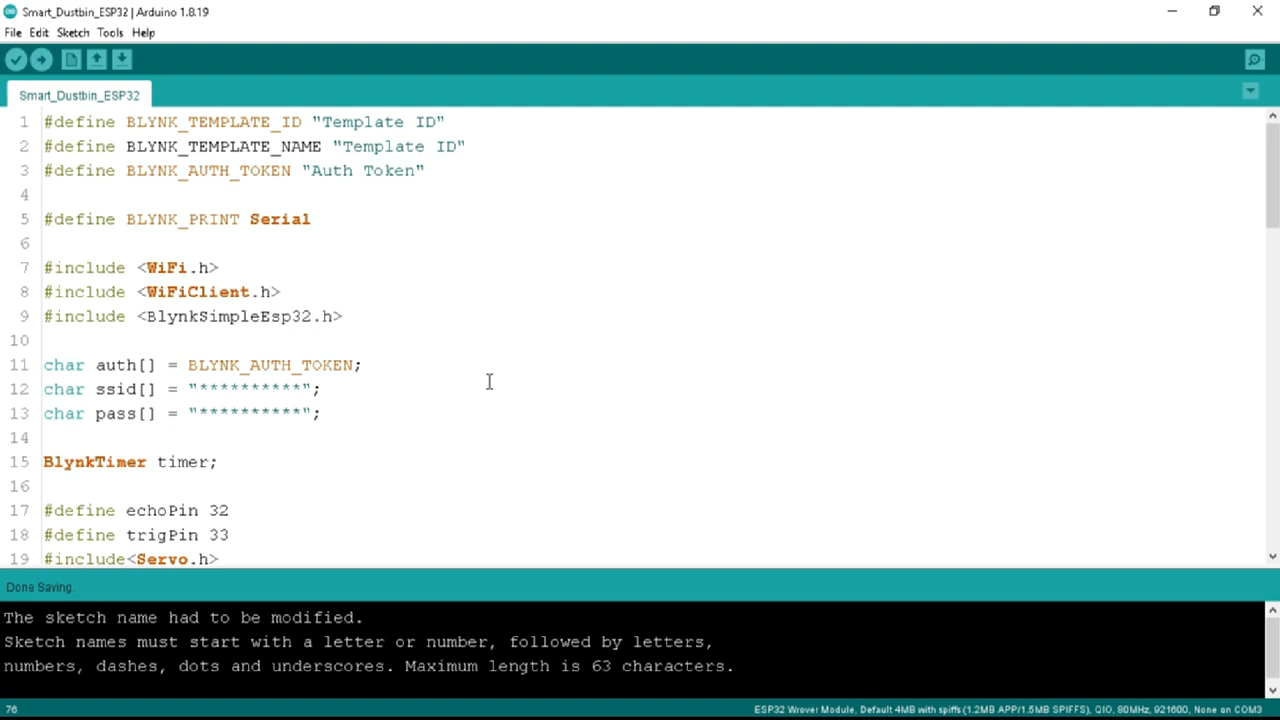 Smart_Dustbin_ESP32 | Arduino 1.8.19
File Edit Sketch Tools Help
Smart_Dustbin_ESP32
1 #define BLYNK_TEMPLATE_ID "Template ID"
2 #define BLYNK_TEMPLATE_NAME "Template ID"
3 #define BLYNK_AUTH_TOKEN "Auth Token"
4
5 #define BLYNK_PRINT Serial
6
7 #include <WiFi.h>
8 #include <WiFiClient.h>
9 #include <BlynkSimpleEsp32.h>
10
11 char auth[] = BLYNK_AUTH_TOKEN;
12 char ssid[] = "**********";
13 char pass[] = "**********";
14
15 BlynkTimer timer;
16
17 #define echoPin 32
18 #define trigPin 33
19 #include<Servo.h>
Done Saving.
The sketch name had to be modified.
Sketch names must start with a letter or number, followed by letters,
numbers, dashes, dots and underscores. Maximum length is 63 characters.
76 ESP32 Wrover Module, Default 4MB with spiffs (1.2MB APP/1.5MB SPIFFS), QIO, 80MHz, 921600, None on COM3